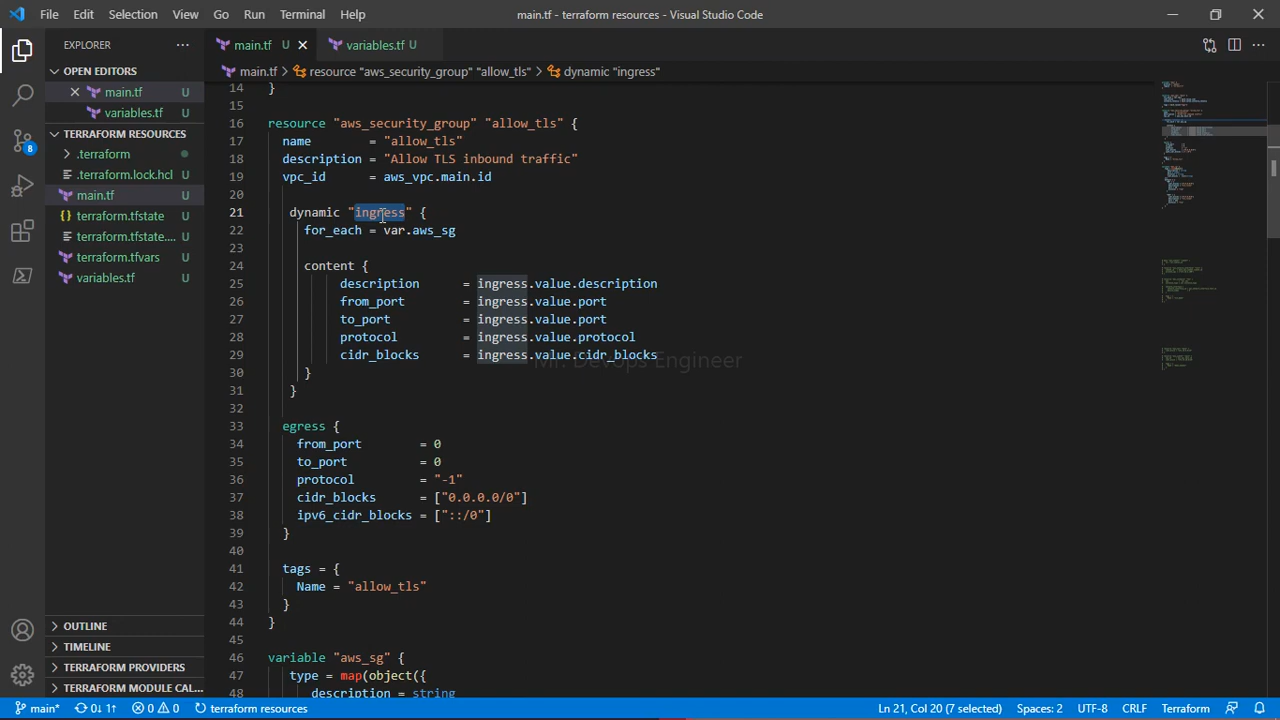 File Edit Selection View Go Run Terminal Help
main.tf - terraform resources - Visual Studio Code
EXPLORER
OPEN EDITORS
main.tf U
variables.tf U
TERRAFORM RESOURCES
.terraform
.terraform.lock.hcl U
main.tf U
terraform.tfstate U
terraform.tfstate.... U
terraform.tfvars U
variables.tf U
OUTLINE
TIMELINE
TERRAFORM PROVIDERS
TERRAFORM MODULE CAL...
8
main.tf U
variables.tf U
main.tf > resource "aws_security_group" "allow_tls" > dynamic "ingress"
14 }
15
16 resource "aws_security_group" "allow_tls" {
17 name = "allow_tls"
18 description = "Allow TLS inbound traffic"
19 vpc_id = aws_vpc.main.id
20
21 dynamic "ingress" {
22 for_each = var.aws_sg
23
24 content {
25 description = ingress.value.description
26 from_port = ingress.value.port
27 to_port = ingress.value.port
28 protocol = ingress.value.protocol
29 cidr_blocks = ingress.value.cidr_blocks
30 }
31 }
32
33 egress {
34 from_port = 0
35 to_port = 0
36 protocol = "-1"
37 cidr_blocks = ["0.0.0.0/0"]
38 ipv6_cidr_blocks = ["::/0"]
39 }
40
41 tags = {
42 Name = "allow_tls"
43 }
44 }
45
46 variable "aws_sg" {
47 type = map(object({
48 description = string
Mr. Devops Engineer
main* 0↓ 1↑ 0 0 terraform resources
Ln 21, Col 20 (7 selected) Spaces: 2 UTF-8 CRLF Terraform